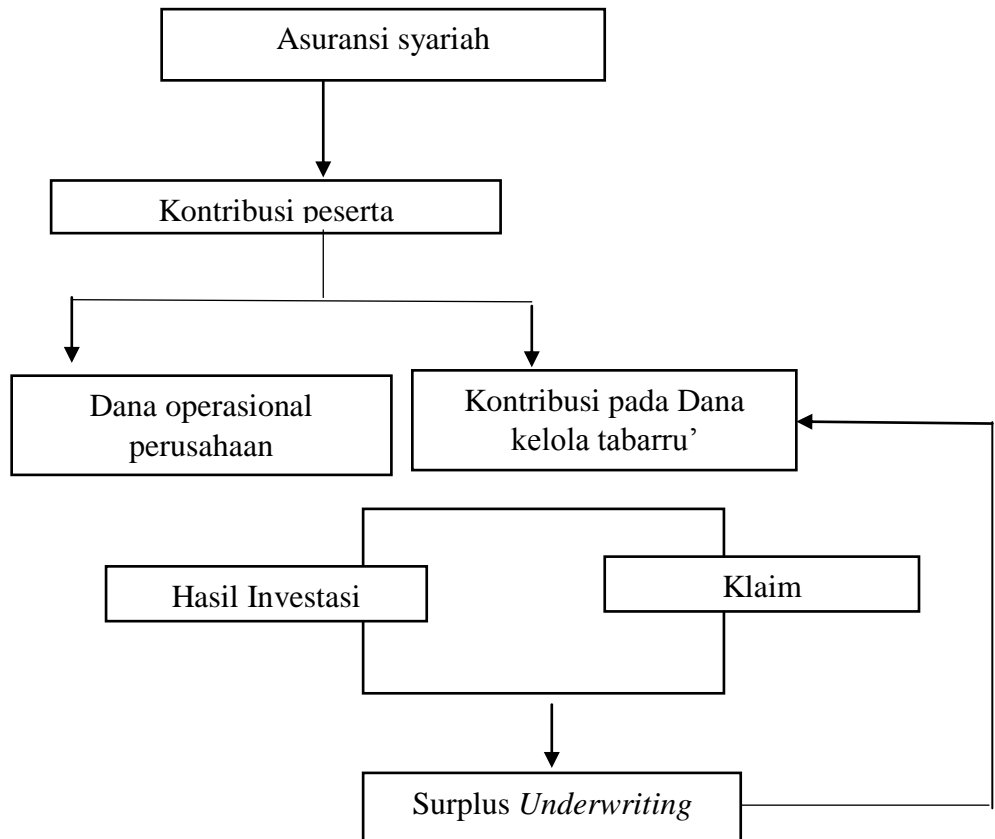 Asuransi syariah
Kontribusi peserta
Dana operasional
perusahaan
Kontribusi pada Dana
kelola tabarru’
Hasil Investasi
Klaim
Surplus Underwriting